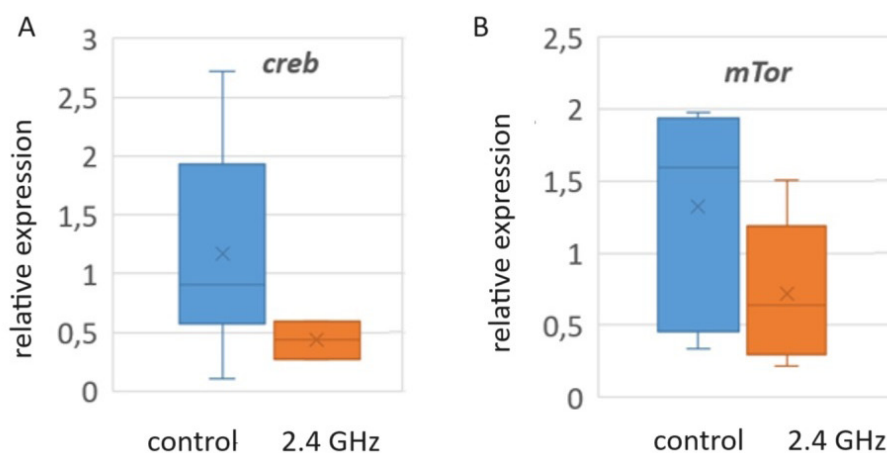 A
creb
relative expression
3
2,5
2
1,5
1
0,5
0
control
2.4 GHz
B
mTor
relative expression
2,5
2
1,5
1
0,5
0
control
2.4 GHz